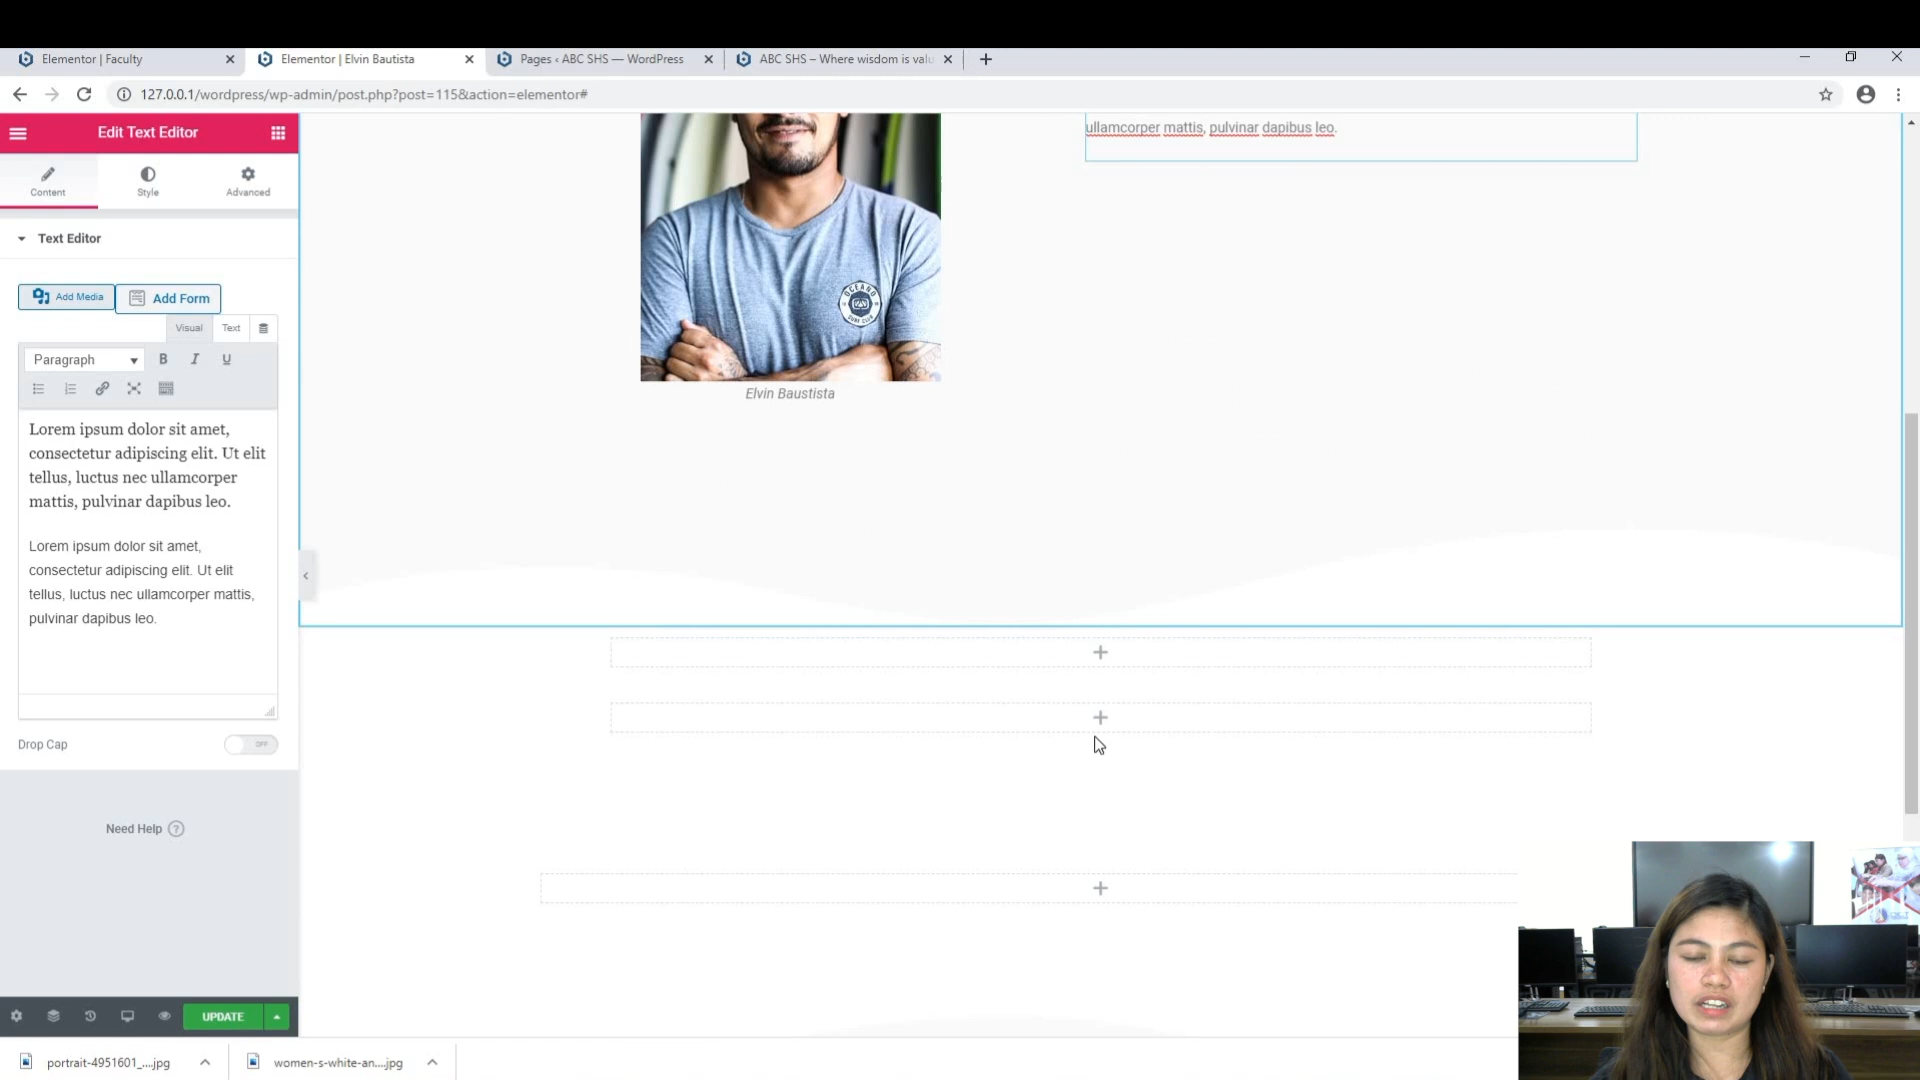 Elementor | Faculty
Elementor | Elvin Bautista
Pages ‹ ABC SHS — WordPress
ABC SHS – Where wisdom is valu
127.0.0.1/wordpress/wp-admin/post.php?post=115&action=elementor#
Edit Text Editor
Content
Style
Advanced
Text Editor
Add Media
Add Form
Visual
Text
Paragraph
B I U
Lorem ipsum dolor sit amet,
consectetur adipiscing elit. Ut elit
tellus, luctus nec ullamcorper
mattis, pulvinar dapibus leo.
Lorem ipsum dolor sit amet,
consectetur adipiscing elit. Ut elit
tellus, luctus nec ullamcorper mattis,
pulvinar dapibus leo.
Drop Cap
OFF
Need Help ?
UPDATE
ullamcorper mattis, pulvinar dapibus leo.
OCEANO
SURF CLUB
Elvin Baustista
portrait-4951601_....jpg
women-s-white-an....jpg